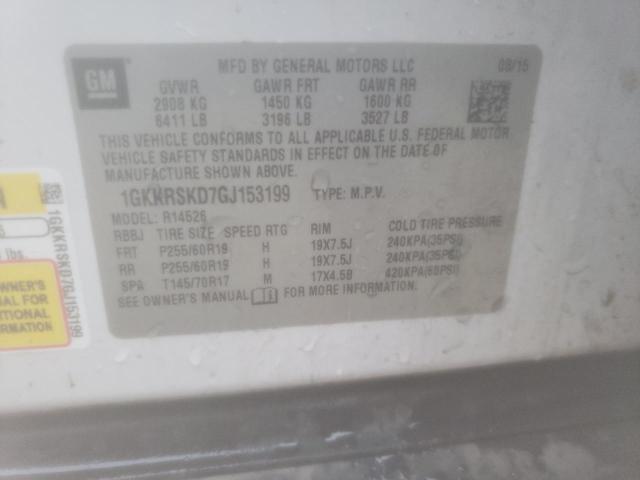 GM
MFD BY GENERAL MOTORS LLC 08/15
GVWR GAWR FRT GAWR RR
2908 KG 1450 KG 1600 KG
6411 LB 3196 LB 3527 LB
THIS VEHICLE CONFORMS TO ALL APPLICABLE U.S. FEDERAL MOTOR
VEHICLE SAFETY STANDARDS IN EFFECT ON THE DATE OF
MANUFACTURE SHOWN ABOVE.
1GKKRSKD7GJ153199 TYPE: M.P.V.
MODEL: R14526
RBBJ TIRE SIZE SPEED RTG RIM COLD TIRE PRESSURE
FRT P255/60R19 H 19X7.5J 240KPA(35PSI)
RR P255/60R19 H 19X7.5J 240KPA(35PSI)
SPA T145/70R17 M 17X4.5B 420KPA(60PSI)
SEE OWNER'S MANUAL FOR MORE INFORMATION.
1GKKRSKD7GJ153199
lbs.
OWNER'S
FOR